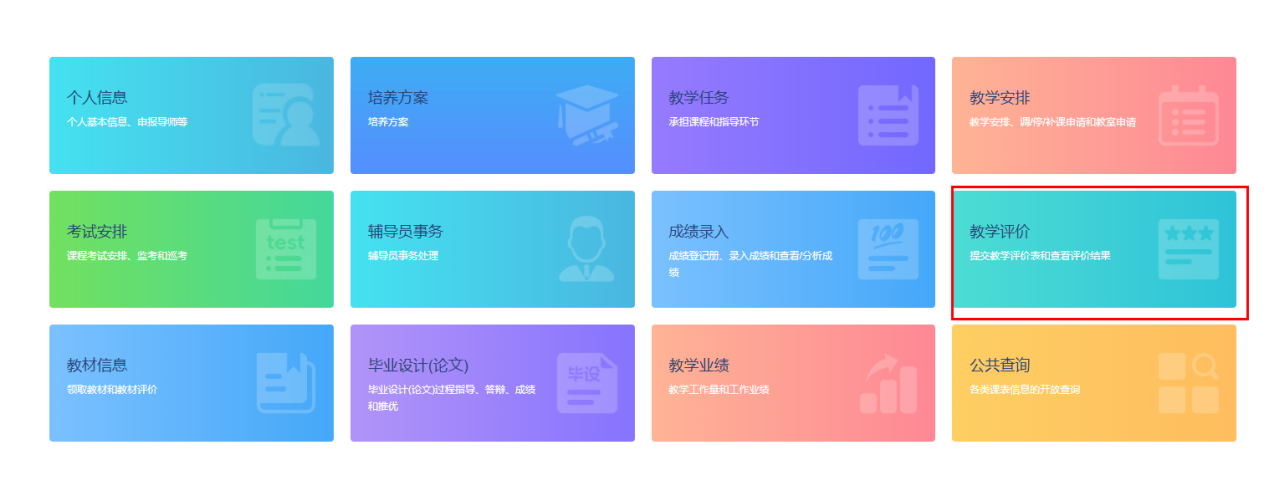 个人信息
个人基本信息、申报导师等
培养方案
培养方案
教学任务
承担课程和指导环节
教学安排
教学安排、调/停/补课申请和教室申请
考试安排
课程考试安排、监考和巡考
test
辅导员事务
辅导员事务处理
成绩录入
成绩登记册、录入成绩和查看/分析成
绩
100
教学评价
提交教学评价表和查看评价结果
教材信息
领取教材和教材评价
毕业设计(论文)
毕业设计(论文)过程指导、答辩、成绩
和推优
毕设
教学业绩
教学工作量和工作业绩
公共查询
各类课表信息的开放查询